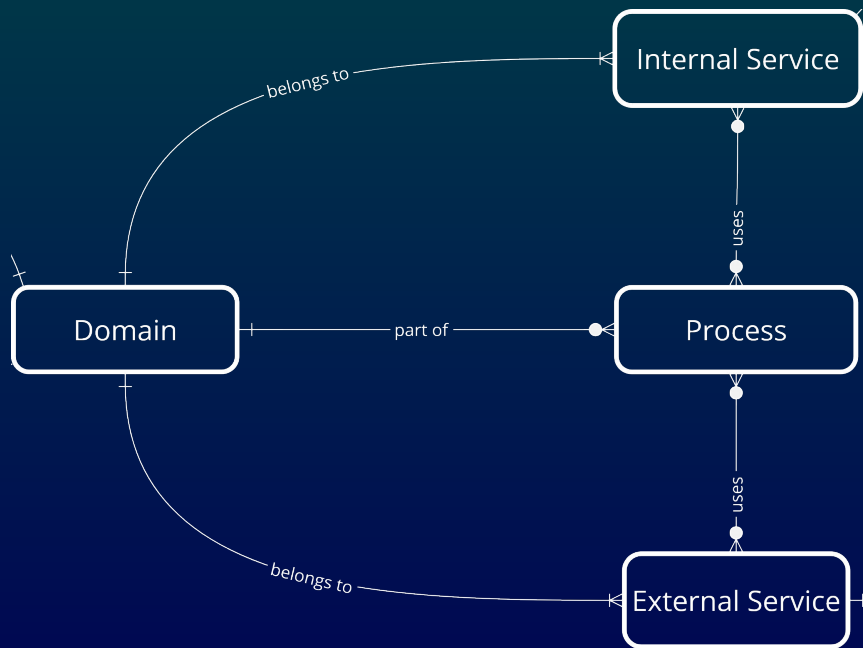 Internal Service
belongs to
uses
Domain
part of
Process
uses
belongs to
External Service